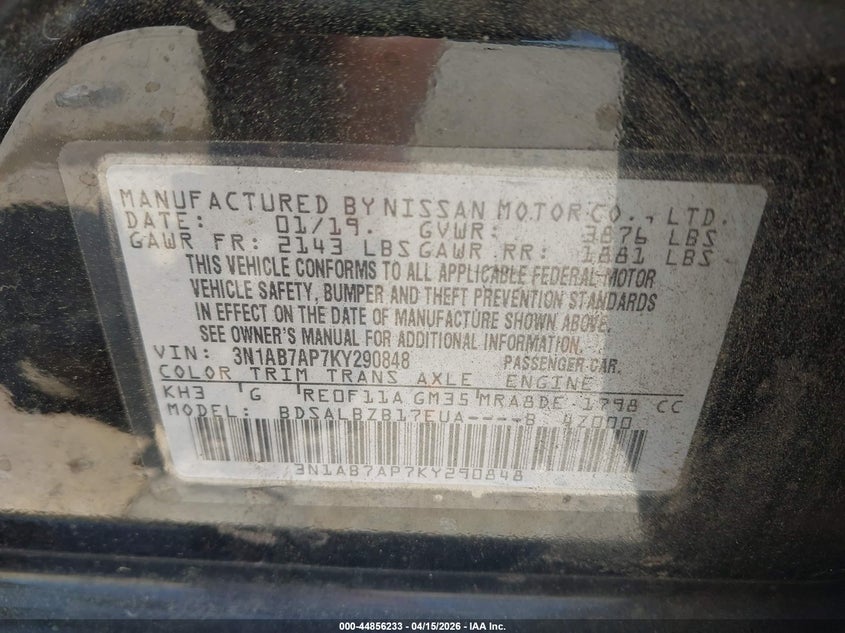 MANUFACTURED BY NISSAN MOTOR CO., LTD.
DATE: 01/19. GVWR: 3876 LBS
GAWR FR: 2143 LBS GAWR RR: 1881 LBS
THIS VEHICLE CONFORMS TO ALL APPLICABLE FEDERAL MOTOR
VEHICLE SAFETY, BUMPER AND THEFT PREVENTION STANDARDS
IN EFFECT ON THE DATE OF MANUFACTURE SHOWN ABOVE.
SEE OWNER'S MANUAL FOR ADDITIONAL INFORMATION.
VIN: 3N1AB7AP7KY290848 PASSENGER CAR.
COLOR TRIM TRANS AXLE ENGINE
KH3 G RE0F11A GM35 MRA8DE 1798 CC
MODEL: BDSALBZB17EUA----B 4Z000
3N1AB7AP7KY290848
000-44856233 - 04/15/2026 - IAA Inc.